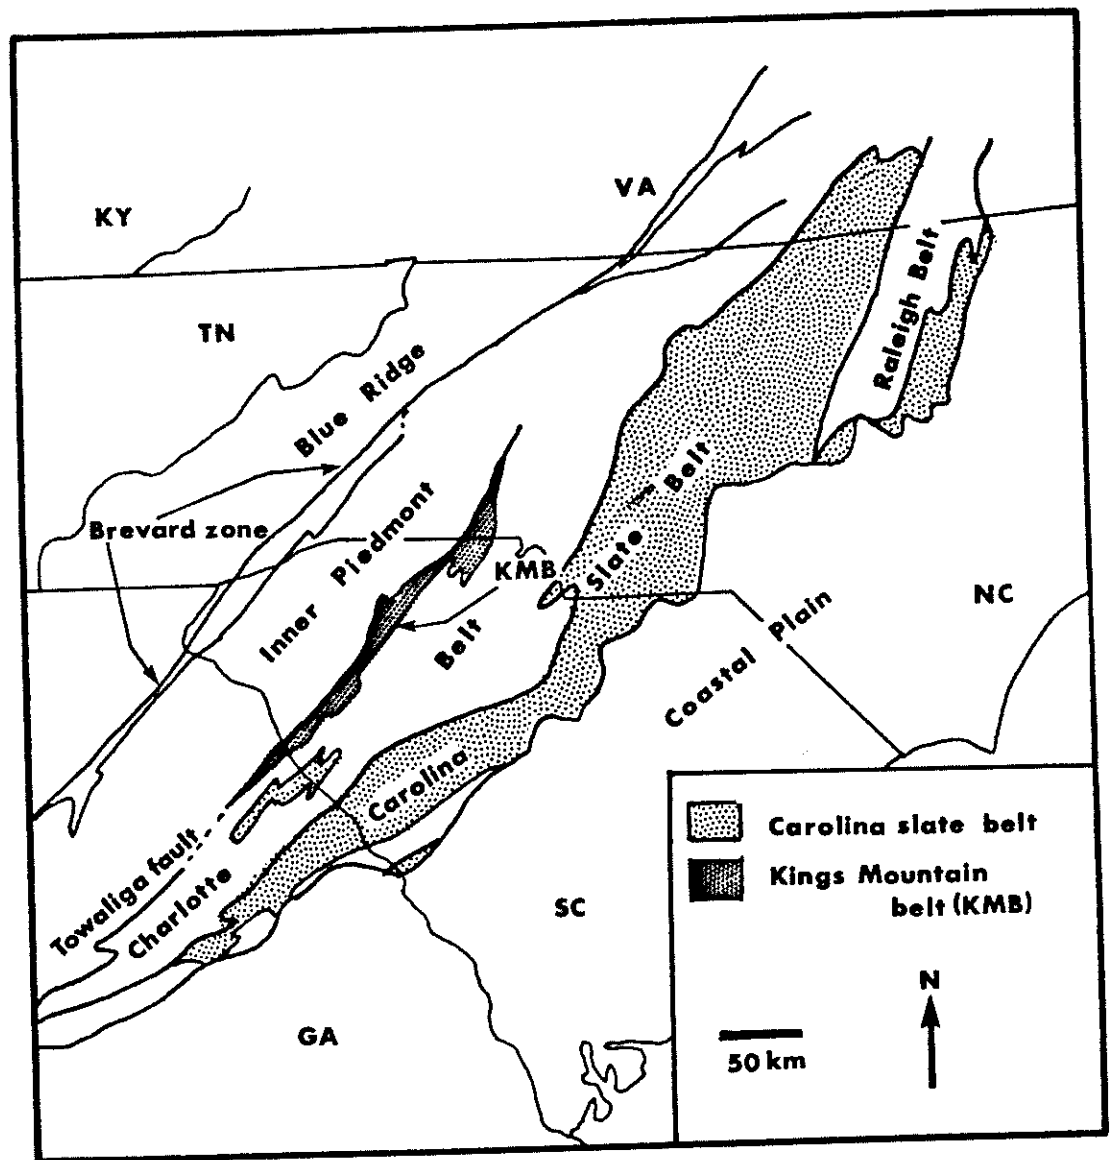 KY
VA
TN
Blue Ridge
Raleigh Belt
Brevard zone
Inner Piedmont
KMB
Slate Belt
NC
Belt
Coastal Plain
Carolina
Towaliga fault
Charlotte
SC
GA
Carolina slate belt
Kings Mountain
belt (KMB)
N
50 km